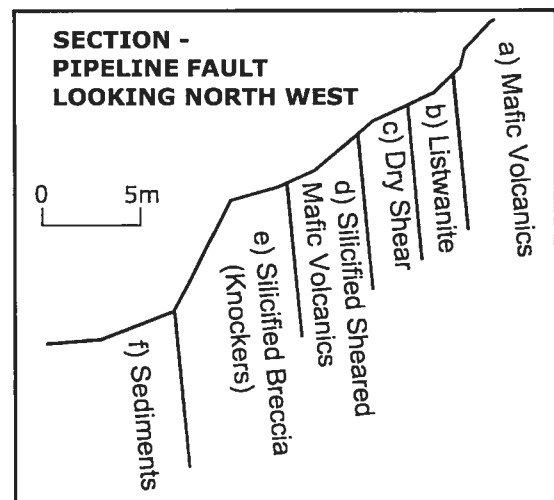 SECTION -
PIPELINE FAULT
LOOKING NORTH WEST
0 5m
a) Mafic Volcanics
b) Listwanite
c) Dry Shear
d) Silicified Sheared
Mafic Volcanics
e) Silicified Breccia
(Knockers)
f) Sediments